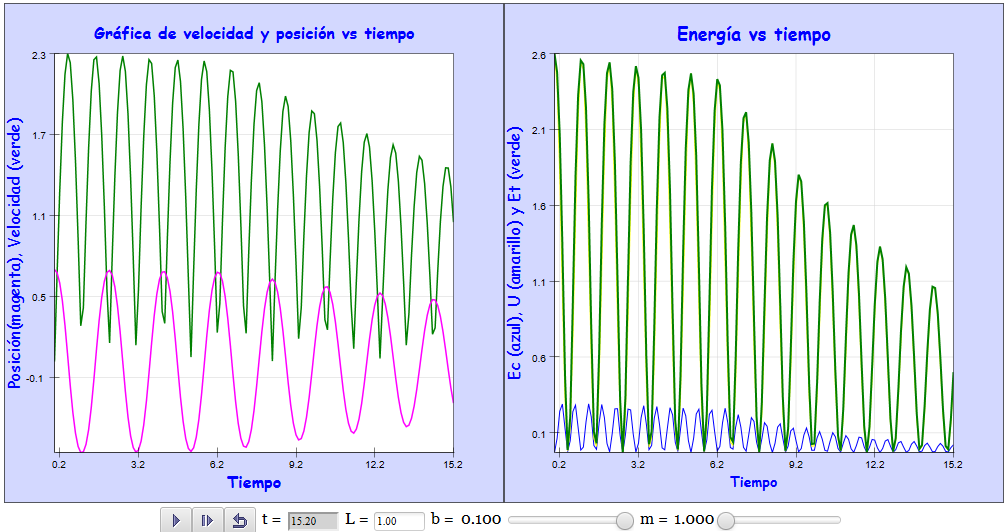 Gráfica de velocidad y posición vs tiempo
Posición(magenta), Velocidad (verde)
2.3
1.7
1.1
0.5
-0.1
0.2 3.2 6.2 9.2 12.2 15.2
Tiempo
Energía vs tiempo
Ec (azul), U (amarillo) y Et (verde)
2.6
2.1
1.6
1.1
0.6
0.1
0.2 3.2 6.2 9.2 12.2 15.2
Tiempo
t = 15.20 L = 1.00 b = 0.100 m = 1.000